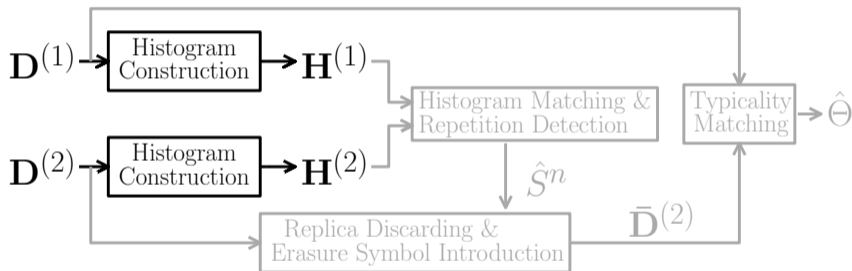 D(1)
Histogram
Construction
H(1)
Histogram Matching &
Repetition Detection
Typicality
Matching
Θ̂
D(2)
Histogram
Construction
H(2)
Ŝn
Replica Discarding &
Erasure Symbol Introduction
D̄(2)